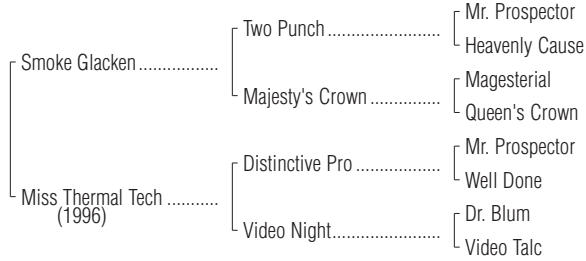 Mr. Prospector
Two Punch ......................
Heavenly Cause
Smoke Glacken ................
Magesterial
Majesty's Crown ..............
Queen's Crown
Mr. Prospector
Distinctive Pro .................
Well Done
Miss Thermal Tech ..........
(1996)
Dr. Blum
Video Night.....................
Video Talc